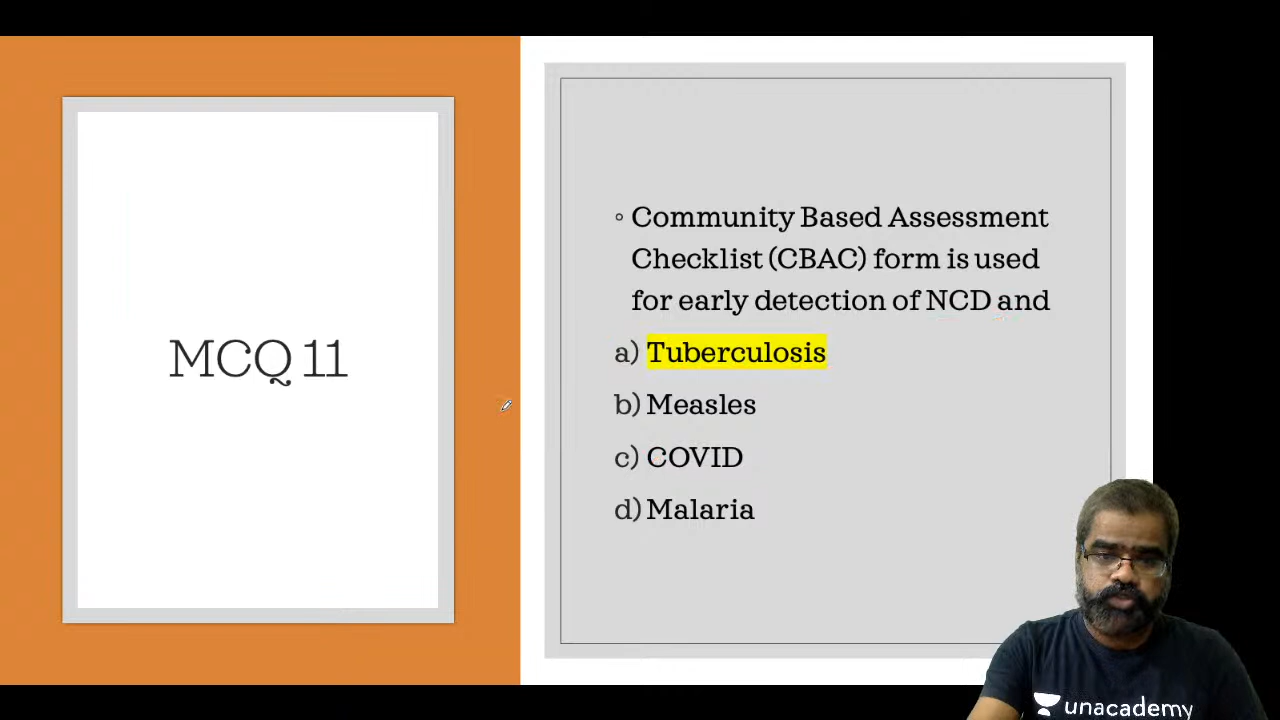 MCQ 11
◦ Community Based Assessment
Checklist (CBAC) form is used
for early detection of NCD and
a) Tuberculosis
b) Measles
c) COVID
d) Malaria
unacademy